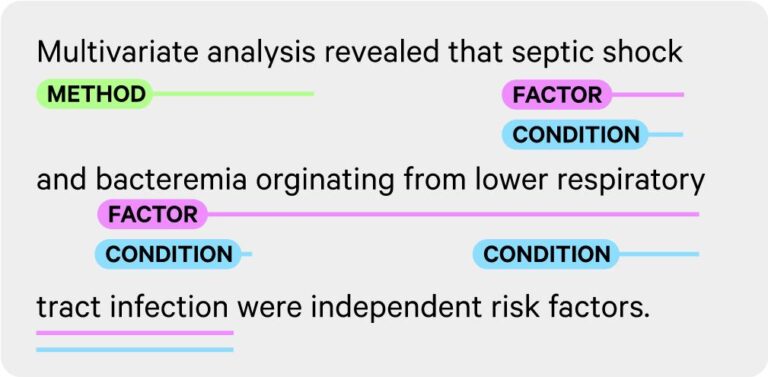 Multivariate analysis revealed that septic shock
METHOD FACTOR
CONDITION
and bacteremia orginating from lower respiratory
FACTOR
CONDITION CONDITION
tract infection were independent risk factors.